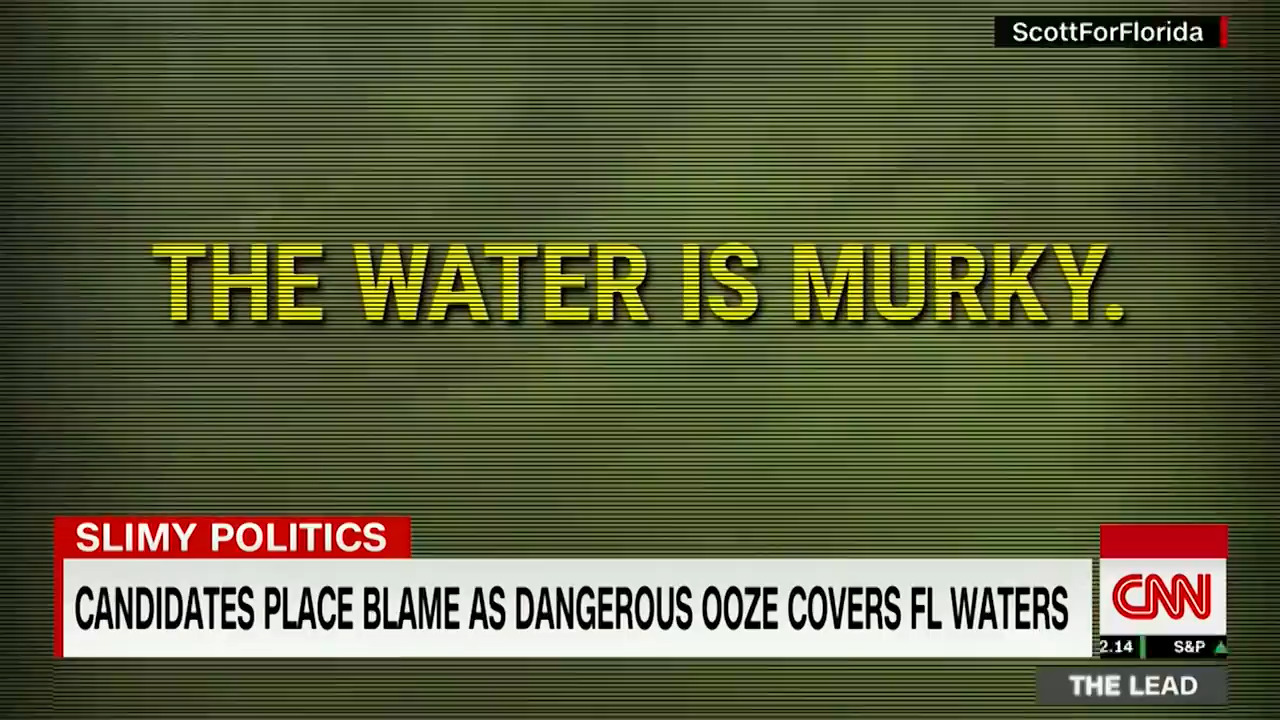 ScottForFlorida
THE WATER IS MURKY.
SLIMY POLITICS
CANDIDATES PLACE BLAME AS DANGEROUS OOZE COVERS FL WATERS
CNN
2.14 S&P
THE LEAD